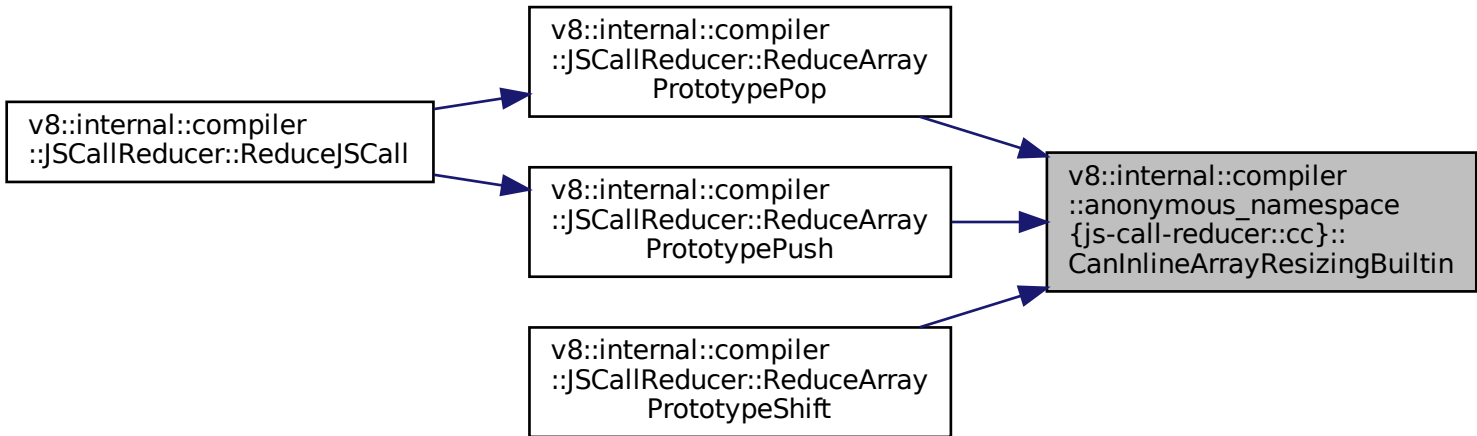 v8::internal::compiler
::JSCallReducer::ReduceJSCall
v8::internal::compiler
::JSCallReducer::ReduceArray
PrototypePop
v8::internal::compiler
::JSCallReducer::ReduceArray
PrototypePush
v8::internal::compiler
::JSCallReducer::ReduceArray
PrototypeShift
v8::internal::compiler
::anonymous_namespace
{js-call-reducer::cc}::
CanInlineArrayResizingBuiltin